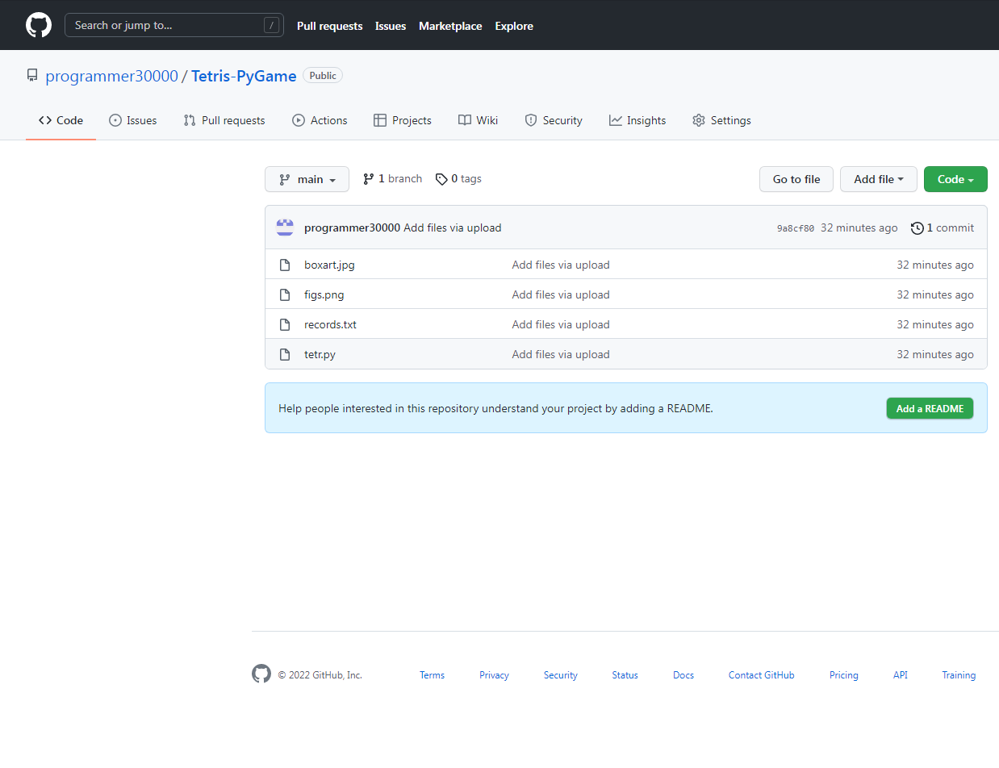 Search or jump to... / Pull requests Issues Marketplace Explore
programmer30000 / Tetris-PyGame Public
Code Issues Pull requests Actions Projects Wiki Security Insights Settings
main 1 branch 0 tags Go to file Add file Code
programmer30000 Add files via upload 9a8cf80 32 minutes ago 1 commit
boxart.jpg Add files via upload 32 minutes ago
figs.png Add files via upload 32 minutes ago
records.txt Add files via upload 32 minutes ago
tetr.py Add files via upload 32 minutes ago
Help people interested in this repository understand your project by adding a README. Add a README
© 2022 GitHub, Inc. Terms Privacy Security Status Docs Contact GitHub Pricing API Training